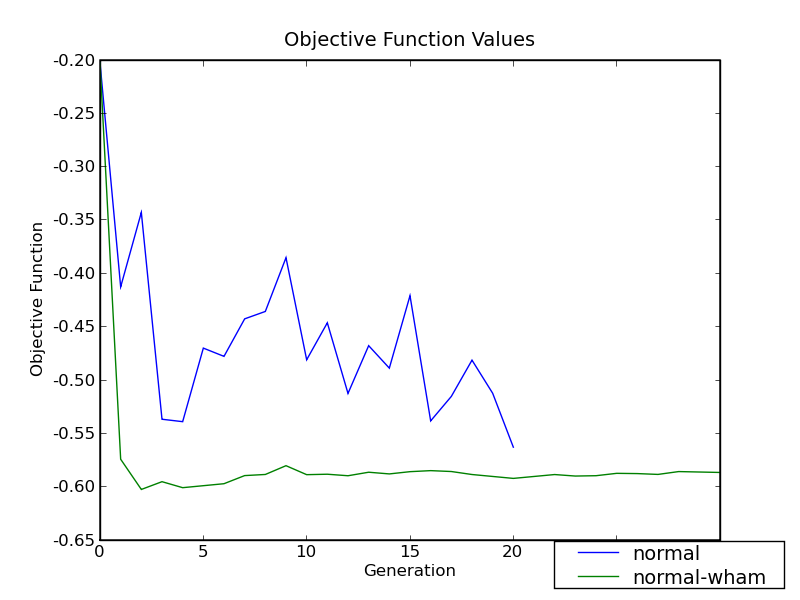 Objective Function Values
-0.20
-0.25
-0.30
-0.35
-0.40
-0.45
-0.50
-0.55
-0.60
-0.65
Objective Function
0 5 10 15 20
Generation
normal
normal-wham